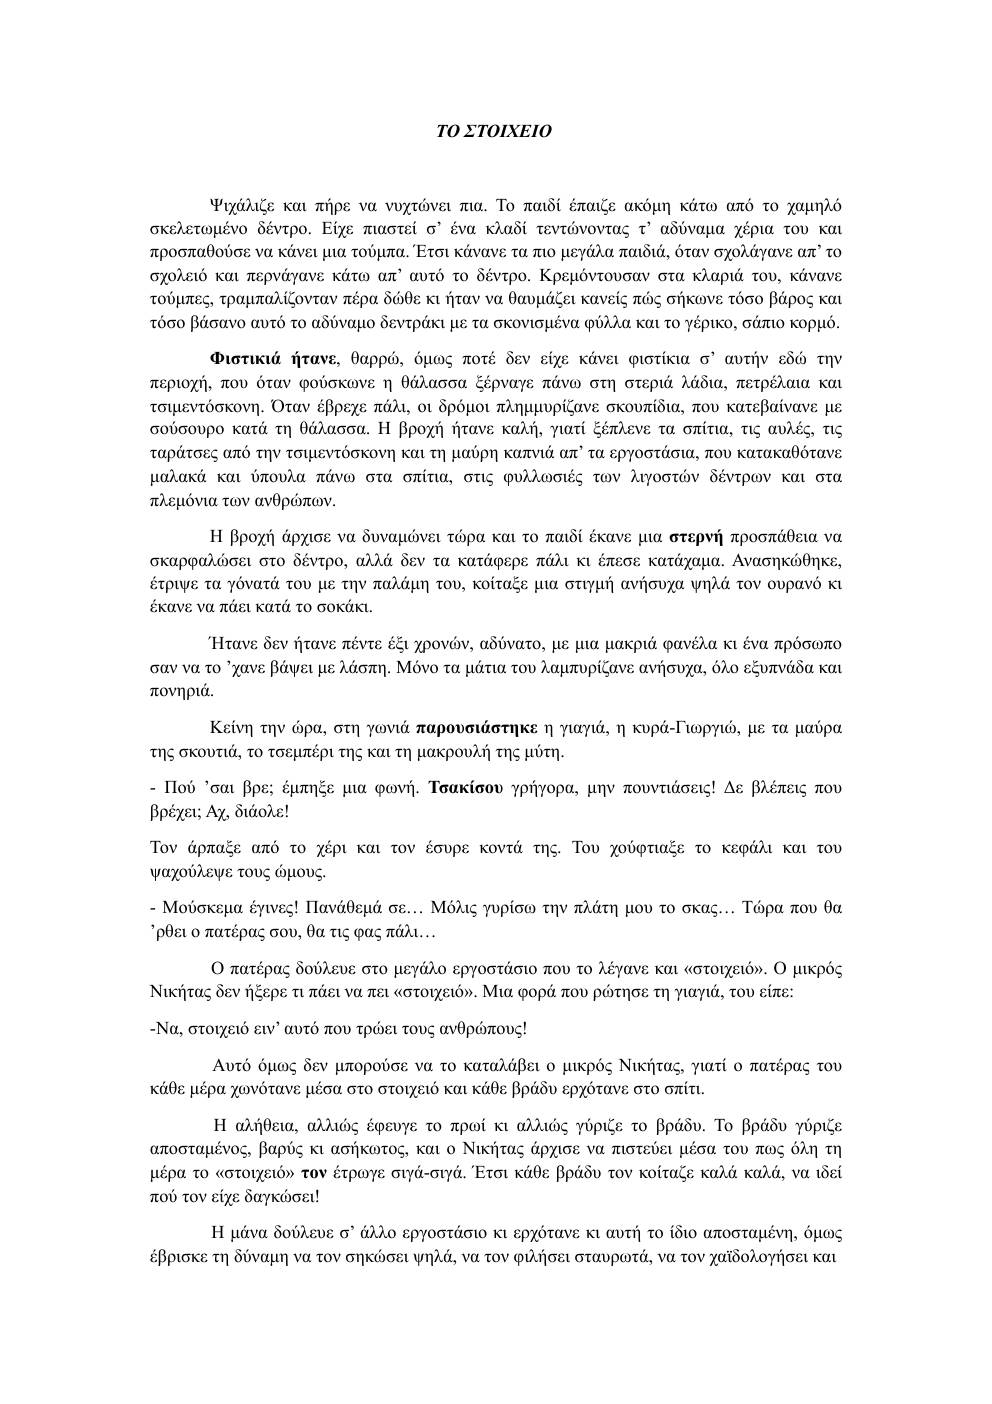 ΤΟ ΣΤΟΙΧΕΙΟ
Ψιχάλιζε και πήρε να νυχτώνει πια. Το παιδί έπαιζε ακόμη κάτω από το χαμηλό
σκελετωμένο δέντρο. Είχε πιαστεί σ’ ένα κλαδί τεντώνοντας τ’ αδύναμα χέρια του και
προσπαθούσε να κάνει μια τούμπα. Έτσι κάνανε τα πιο μεγάλα παιδιά, όταν σχολάγανε απ’ το
σχολειό και περνάγανε κάτω απ’ αυτό το δέντρο. Κρεμόντουσαν στα κλαριά του, κάνανε
τούμπες, τραμπαλίζονταν πέρα δώθε κι ήταν να θαυμάζει κανείς πώς σήκωνε τόσο βάρος και
τόσο βάσανο αυτό το αδύναμο δεντράκι με τα σκονισμένα φύλλα και το γέρικο, σάπιο κορμό.
Φιστικιά ήτανε, θαρρώ, όμως ποτέ δεν είχε κάνει φιστίκια σ’ αυτήν εδώ την
περιοχή, που όταν φούσκωνε η θάλασσα ξέρναγε πάνω στη στεριά λάδια, πετρέλαια και
τσιμεντόσκονη. Όταν έβρεχε πάλι, οι δρόμοι πλημμυρίζανε σκουπίδια, που κατεβαίνανε με
σούσουρο κατά τη θάλασσα. Η βροχή ήτανε καλή, γιατί ξέπλενε τα σπίτια, τις αυλές, τις
ταράτσες από την τσιμεντόσκονη και τη μαύρη καπνιά απ’ τα εργοστάσια, που κατακαθότανε
μαλακά και ύπουλα πάνω στα σπίτια, στις φυλλωσιές των λιγοστών δέντρων και στα
πλεμόνια των ανθρώπων.
Η βροχή άρχισε να δυναμώνει τώρα και το παιδί έκανε μια στερνή προσπάθεια να
σκαρφαλώσει στο δέντρο, αλλά δεν τα κατάφερε πάλι κι έπεσε κατάχαμα. Ανασηκώθηκε,
έτριψε τα γόνατά του με την παλάμη του, κοίταξε μια στιγμή ανήσυχα ψηλά τον ουρανό κι
έκανε να πάει κατά το σοκάκι.
Ήτανε δεν ήτανε πέντε έξι χρονών, αδύνατο, με μια μακριά φανέλα κι ένα πρόσωπο
σαν να το ’χανε βάψει με λάσπη. Μόνο τα μάτια του λαμπυρίζανε ανήσυχα, όλο εξυπνάδα και
πονηριά.
Κείνη την ώρα, στη γωνιά παρουσιάστηκε η γιαγιά, η κυρά-Γιωργιώ, με τα μαύρα
της σκουτιά, το τσεμπέρι της και τη μακρουλή της μύτη.
- Πού ’σαι βρε; έμπηξε μια φωνή. Τσακίσου γρήγορα, μην πουντιάσεις! Δε βλέπεις που
βρέχει; Αχ, διάολε!
Τον άρπαξε από το χέρι και τον έσυρε κοντά της. Του χούφτιαξε το κεφάλι και του
ψαχούλεψε τους ώμους.
- Μούσκεμα έγινες! Πανάθεμά σε… Μόλις γυρίσω την πλάτη μου το σκας… Τώρα που θα
’ρθει ο πατέρας σου, θα τις φας πάλι…
Ο πατέρας δούλευε στο μεγάλο εργοστάσιο που το λέγανε και «στοιχειό». Ο μικρός
Νικήτας δεν ήξερε τι πάει να πει «στοιχειό». Μια φορά που ρώτησε τη γιαγιά, του είπε:
-Να, στοιχειό ειν’ αυτό που τρώει τους ανθρώπους!
Αυτό όμως δεν μπορούσε να το καταλάβει ο μικρός Νικήτας, γιατί ο πατέρας του
κάθε μέρα χωνότανε μέσα στο στοιχειό και κάθε βράδυ ερχότανε στο σπίτι.
Η αλήθεια, αλλιώς έφευγε το πρωί κι αλλιώς γύριζε το βράδυ. Το βράδυ γύριζε
αποσταμένος, βαρύς κι ασήκωτος, και ο Νικήτας άρχισε να πιστεύει μέσα του πως όλη τη
μέρα το «στοιχειό» τον έτρωγε σιγά-σιγά. Έτσι κάθε βράδυ τον κοίταζε καλά καλά, να ιδεί
πού τον είχε δαγκώσει!
Η μάνα δούλευε σ’ άλλο εργοστάσιο κι ερχότανε κι αυτή το ίδιο αποσταμένη, όμως
έβρισκε τη δύναμη να τον σηκώσει ψηλά, να τον φιλήσει σταυρωτά, να τον χαϊδολογήσει και